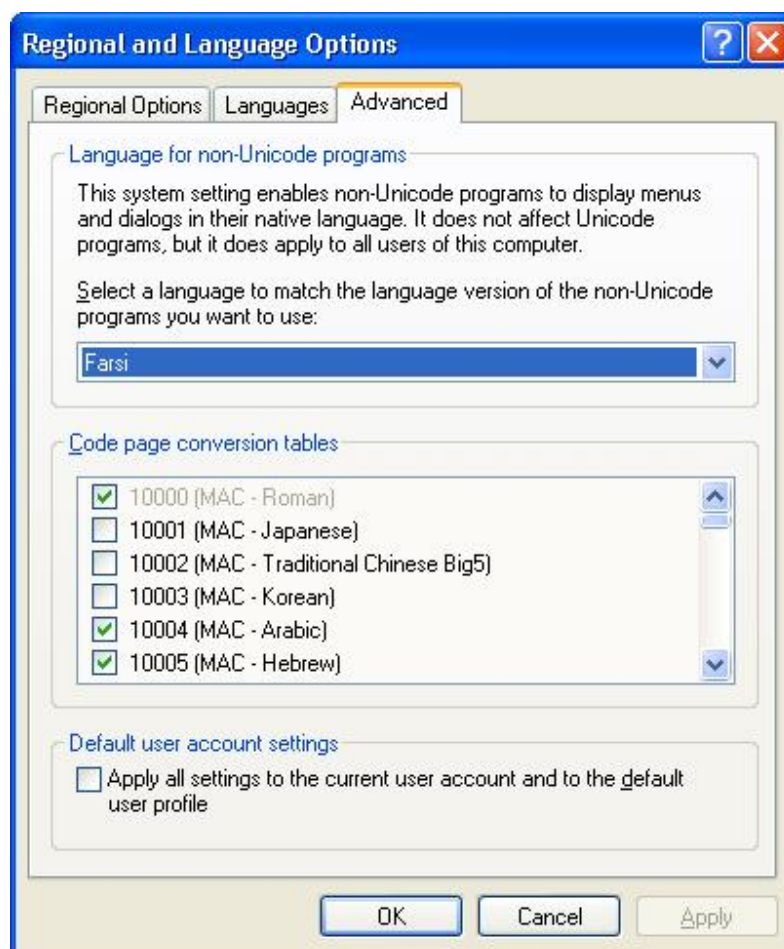 Regional and Language Options
Regional Options
Languages
Advanced
Language for non-Unicode programs
This system setting enables non-Unicode programs to display menus
and dialogs in their native language. It does not affect Unicode
programs, but it does apply to all users of this computer.
Select a language to match the language version of the non-Unicode
programs you want to use:
Farsi
Code page conversion tables
10000 (MAC - Roman)
10001 (MAC - Japanese)
10002 (MAC - Traditional Chinese Big5)
10003 (MAC - Korean)
10004 (MAC - Arabic)
10005 (MAC - Hebrew)
Default user account settings
Apply all settings to the current user account and to the default
user profile
OK
Cancel
Apply